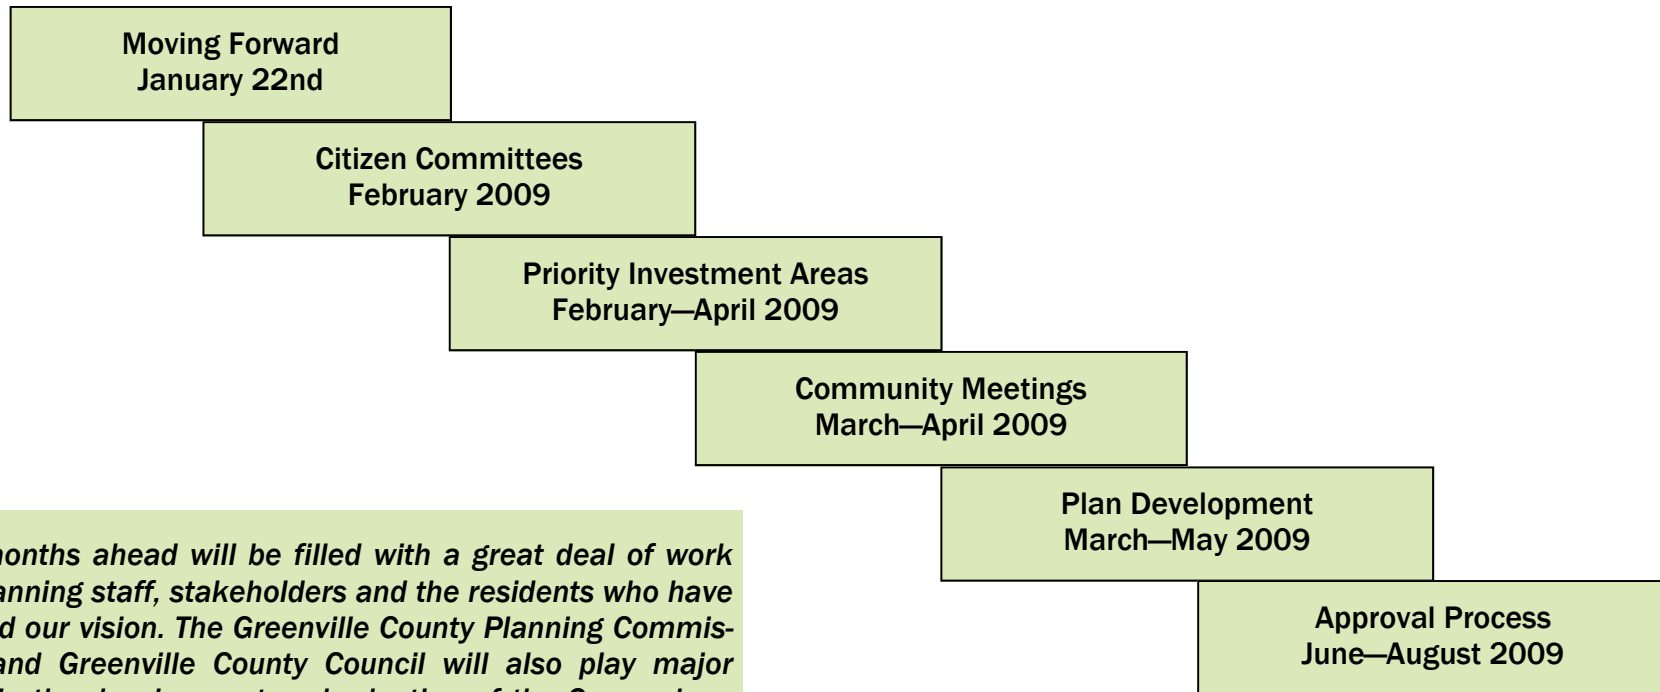 Moving Forward
January 22nd
Citizen Committees
February 2009
Priority Investment Areas
February—April 2009
Community Meetings
March—April 2009
Plan Development
March—May 2009
Approval Process
June—August 2009
ahead will be filled with a great deal of work
staff, stakeholders and the residents who have
our vision. The Greenville County Planning Commis-
and Greenville County Council will also play major